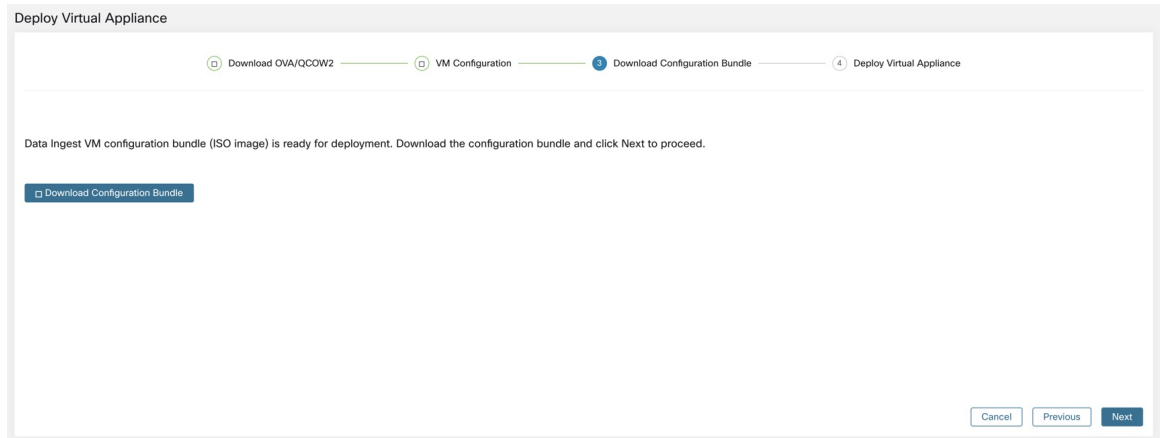 Deploy Virtual Appliance
Download OVA/QCOW2 VM Configuration 3 Download Configuration Bundle 4 Deploy Virtual Appliance
Data Ingest VM configuration bundle (ISO image) is ready for deployment. Download the configuration bundle and click Next to proceed.
Download Configuration Bundle
Cancel Previous Next